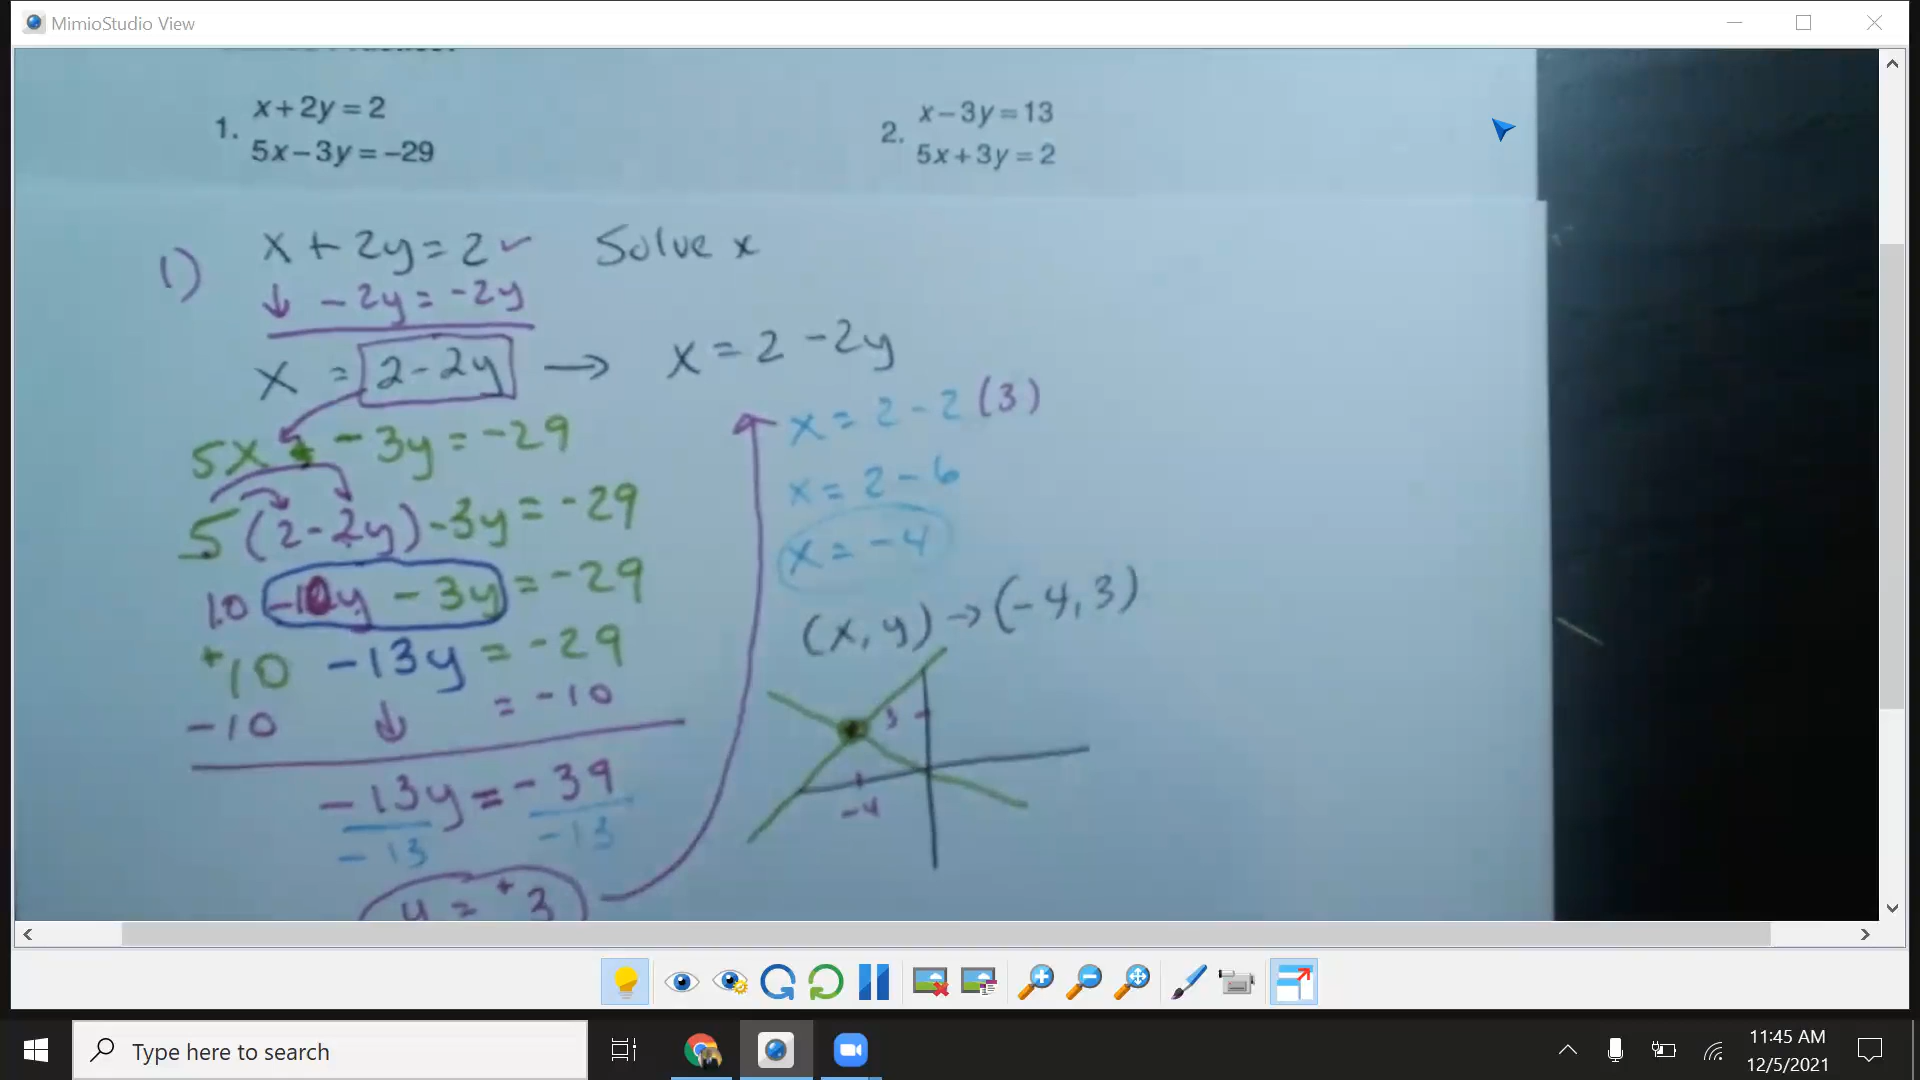 MimioStudio View
1. x+2y=2
5x-3y=-29
2. x-3y=13
5x+3y=2
1) x + 2y = 2 ✓ Solve x
↓ -2y = -2y
x = 2-2y → x = 2 -2y
x = 2 - 2 (3)
5x - 3y = -29
x = 2 - 6
5 (2-2y) -3y = -29
x = -4
10 -10y - 3y = -29
(x, y) → (-4, 3)
+10 -13y = -29
-10 ↓ = -10
3
-13y = -39
-4
-13 -13
y = +3
Type here to search
11:45 AM
12/5/2021